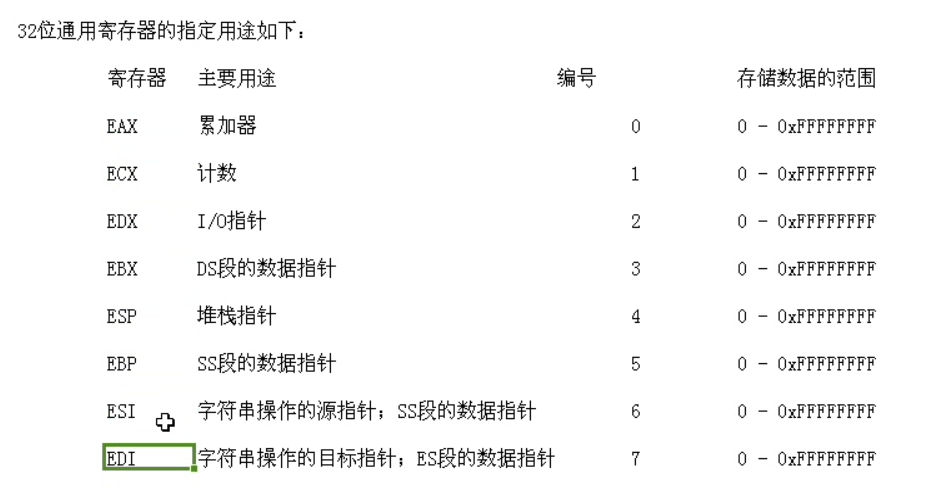 32位通用寄存器的指定用途如下：
寄存器 主要用途 编号 存储数据的范围
EAX 累加器 0 0 - 0xFFFFFFFF
ECX 计数 1 0 - 0xFFFFFFFF
EDX I/O指针 2 0 - 0xFFFFFFFF
EBX DS段的数据指针 3 0 - 0xFFFFFFFF
ESP 堆栈指针 4 0 - 0xFFFFFFFF
EBP SS段的数据指针 5 0 - 0xFFFFFFFF
ESI 字符串操作的源指针；SS段的数据指针 6 0 - 0xFFFFFFFF
EDI 字符串操作的目标指针；ES段的数据指针 7 0 - 0xFFFFFFFF